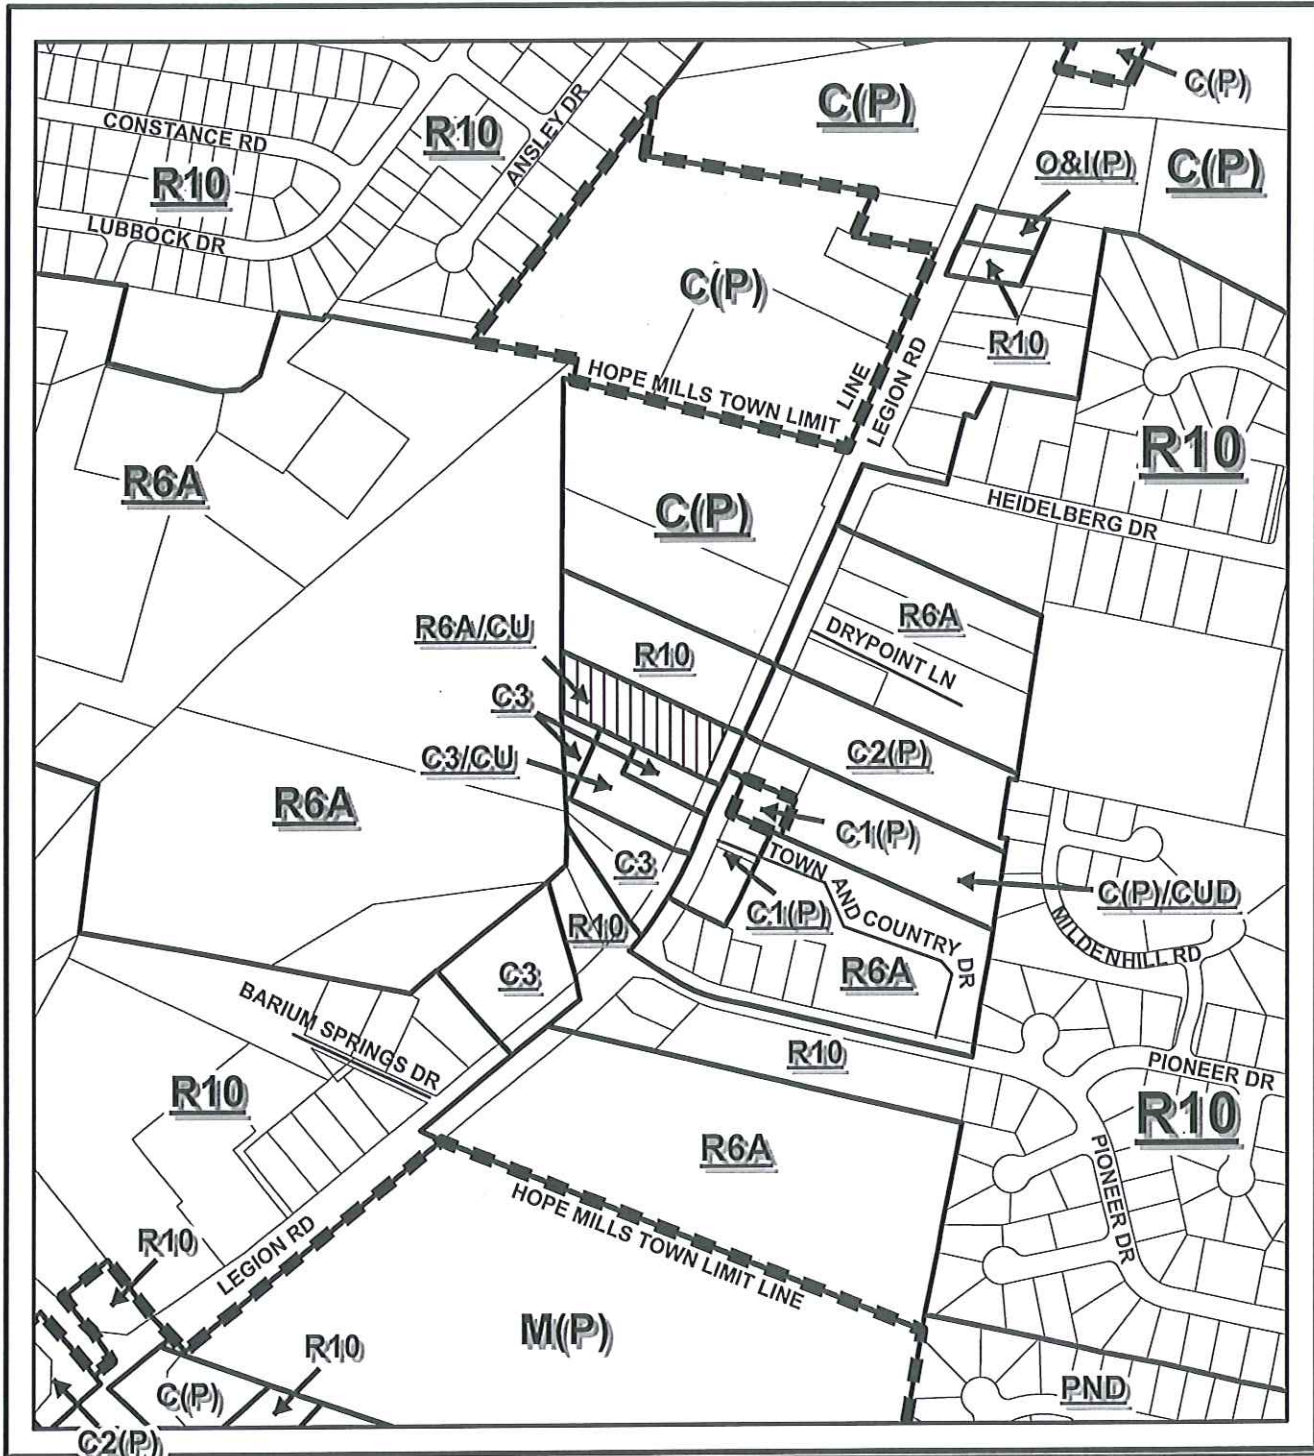 C(P)
C(P)
CONSTANCE RD
R10
ANSLEY DR
R10
O&I(P)
C(P)
LUBBOCK DR
C(P)
R10
HOPE MILLS TOWN LIMIT LINE
LEGION RD
R6A
R10
C(P)
HEIDELBERG DR
R6A/CU
R10
R6A
DRYPOINT LN
C3
C3/CU
C2(P)
R6A
C1(P)
C3
TOWN AND COUNTRY DR
C(P)/CUD
C1(P)
R10
MILDENHILL RD
C3
R6A
BARIUM SPRINGS DR
R10
PIONEER DR
R10
R10
R6A
PIONEER DR
HOPE MILLS TOWN LIMIT LINE
R10
LEGION RD
M(P)
R10
C(P)
PND
C2(P)